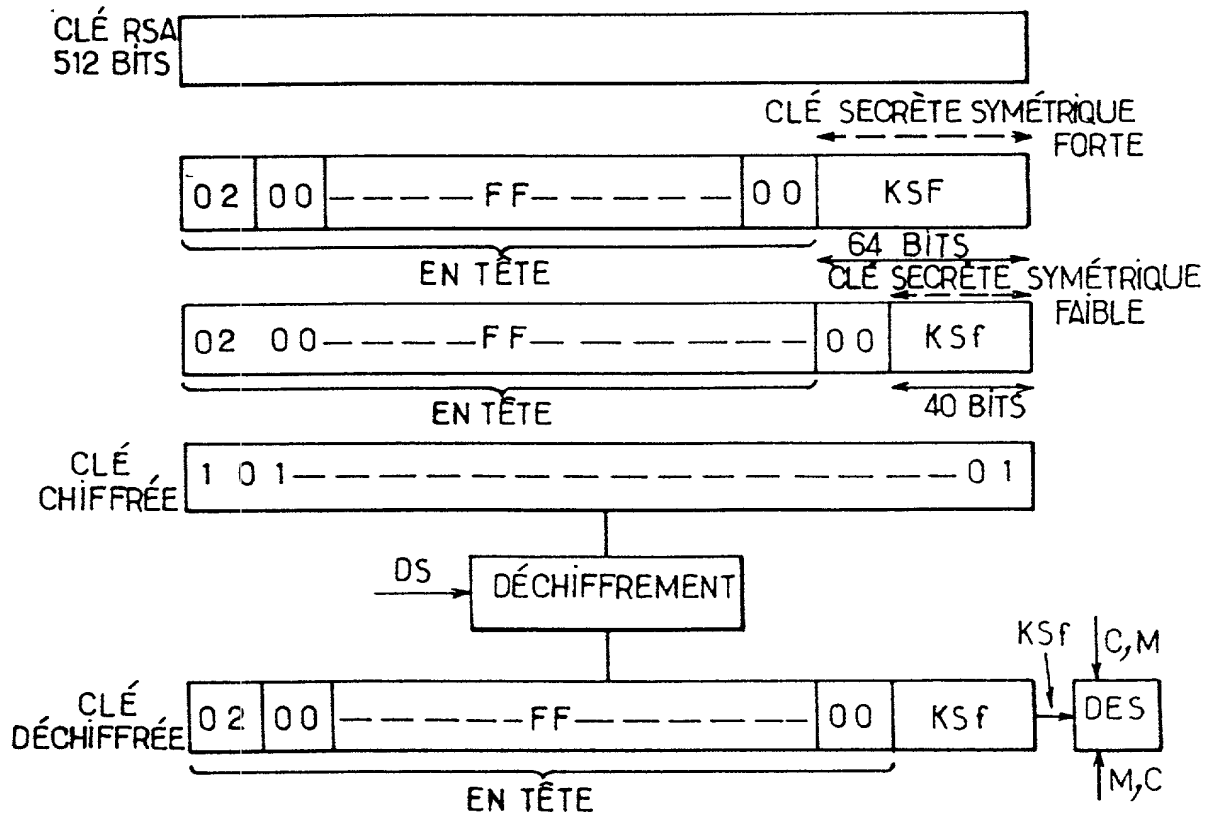 CLÉ RSA
512 BITS
CLÉ SECRÈTE SYMÉTRIQUE
FORTE
02 00 — — — — — FF — — — — — — 00 KSF
EN TÊTE
64 BITS
CLÉ SECRÈTE SYMÉTRIQUE
FAIBLE
02 00 — — — — — FF — — — — — — — — 00 KSf
EN TÊTE
40 BITS
CLÉ
CHIFFRÉE
1 0 1 — — — — — — — — — — — — — — — — 0 1
DS
DÉCHIFFREMENT
KSf
C,M
CLÉ
DÉCHIFFRÉE
02 00 — — — — — — FF — — — — — — — 00 KSf
DES
EN TÊTE
M,C